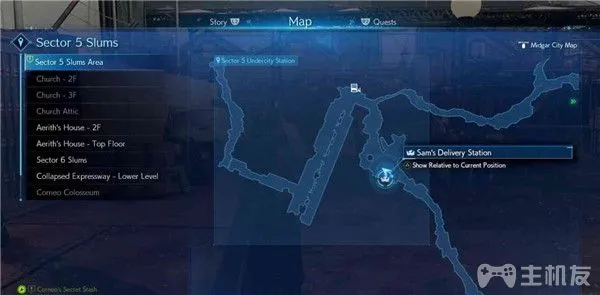 Story Map Quests
Sector 5 Slums
Midgar City Map
Sector 5 Slums Area
Sector 5 Undercity Station
Church - 2F
Church - 3F
Church Attic
Aerith's House - 2F
Aerith's House - Top Floor
Sector 6 Slums
Collapsed Expressway - Lower Level
Corneo Colosseum
Sam's Delivery Station
Show Relative to Current Position
Corneo's Secret Stash
主机友